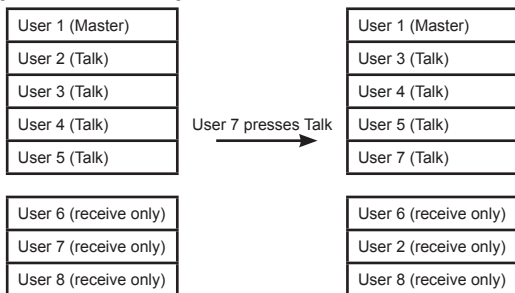 User 1 (Master)
User 2 (Talk)
User 3 (Talk)
User 4 (Talk)
User 5 (Talk)
User 6 (receive only)
User 7 (receive only)
User 8 (receive only)
User 7 presses Talk
User 1 (Master)
User 3 (Talk)
User 4 (Talk)
User 5 (Talk)
User 7 (Talk)
User 6 (receive only)
User 2 (receive only)
User 8 (receive only)